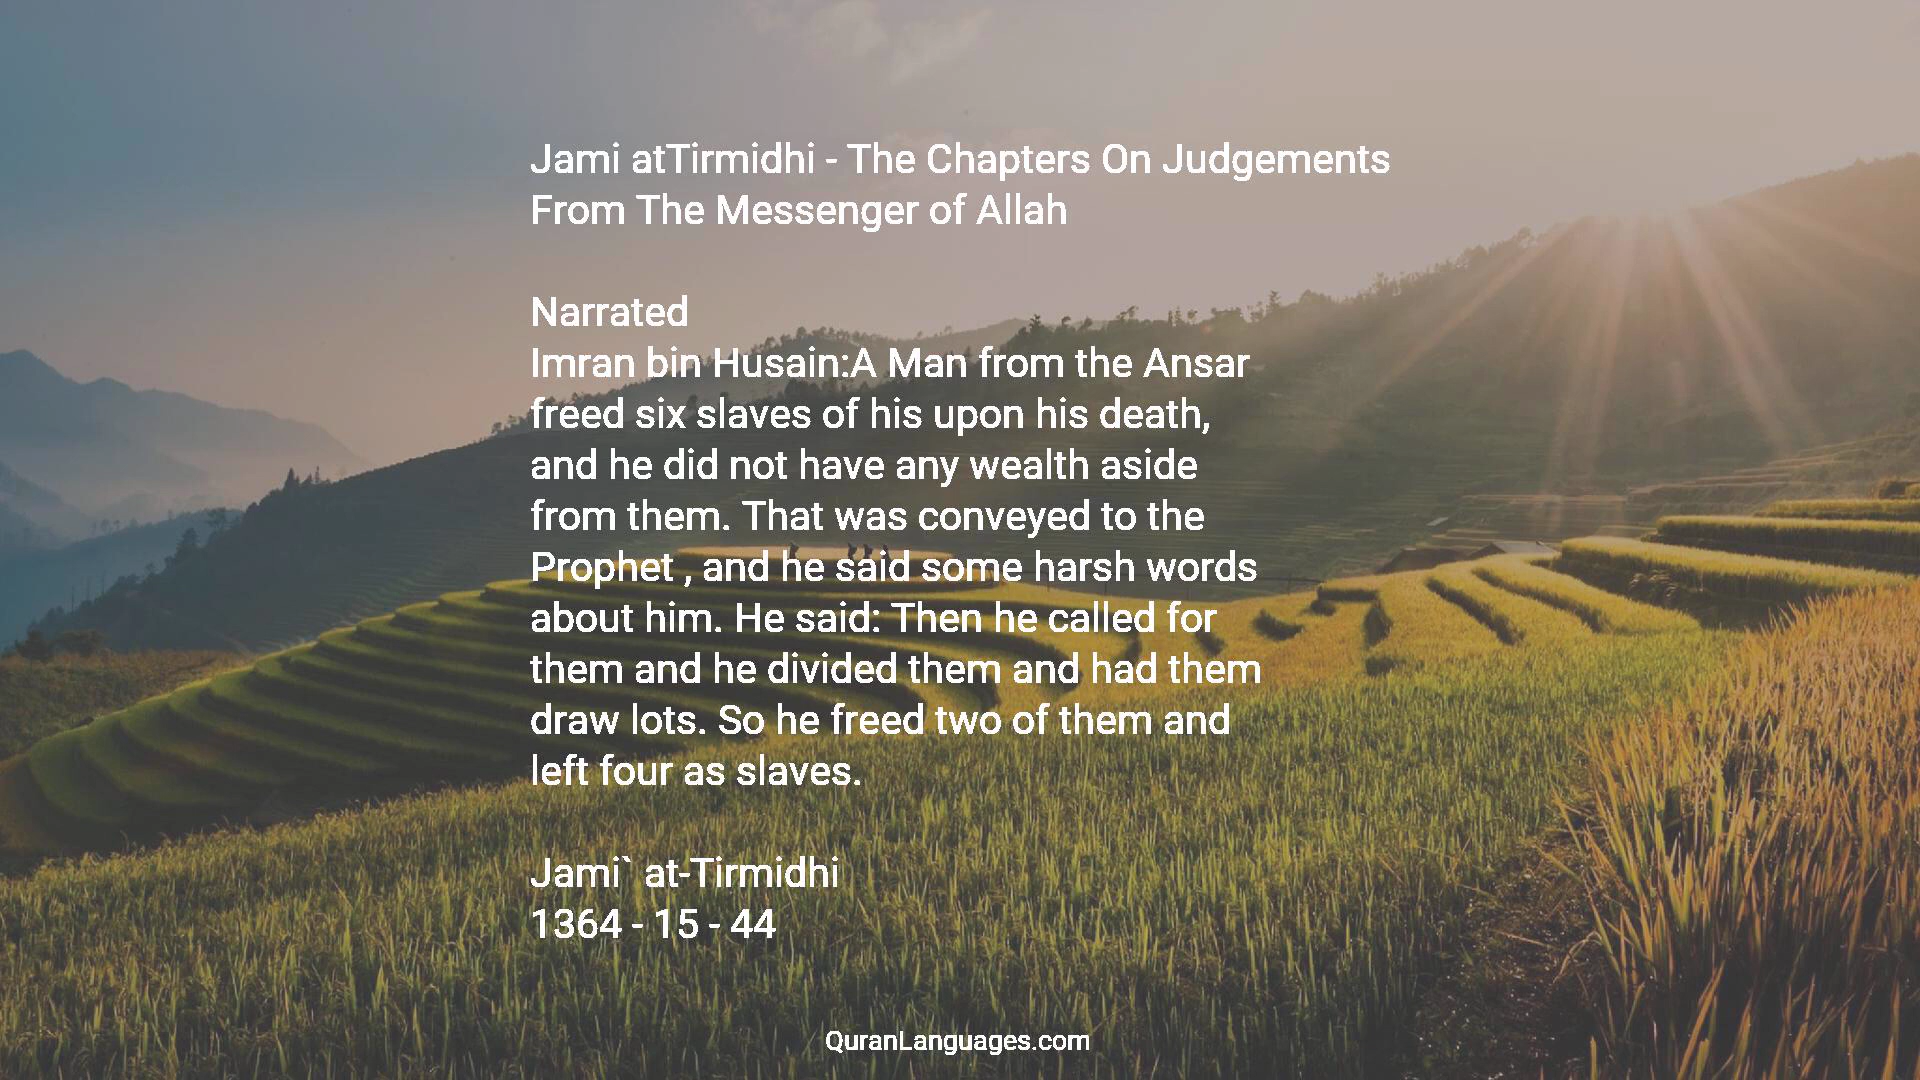 Jami atTirmidhi - The Chapters On Judgements
From The Messenger of Allah
Narrated
Imran bin Husain:A Man from the Ansar
freed six slaves of his upon his death,
and he did not have any wealth aside
from them. That was conveyed to the
Prophet , and he said some harsh words
about him. He said: Then he called for
them and he divided them and had them
draw lots. So he freed two of them and
left four as slaves.
Jami` at-Tirmidhi
1364 - 15 - 44
QuranLanguages.com